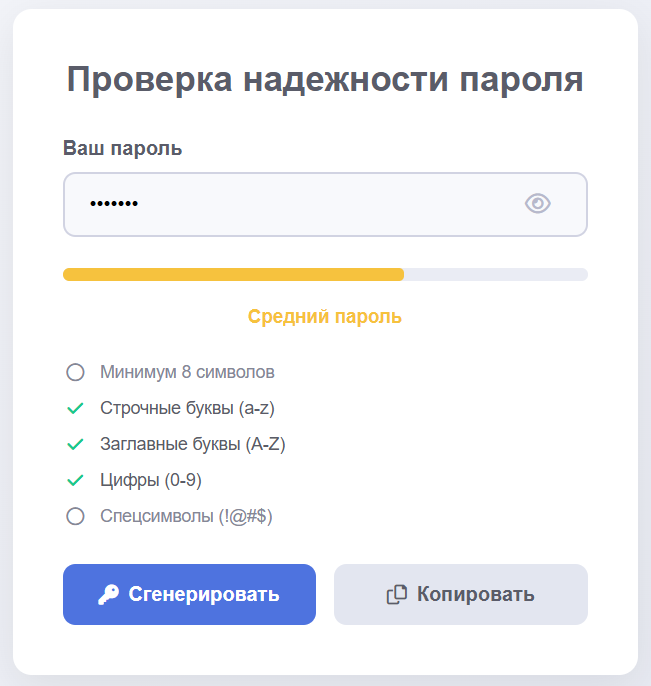 Проверка надежности пароля
Ваш пароль
•••••••
Средний пароль
Минимум 8 символов
Строчные буквы (a-z)
Заглавные буквы (A-Z)
Цифры (0-9)
Спецсимволы (!@#$)
Сгенерировать
Копировать